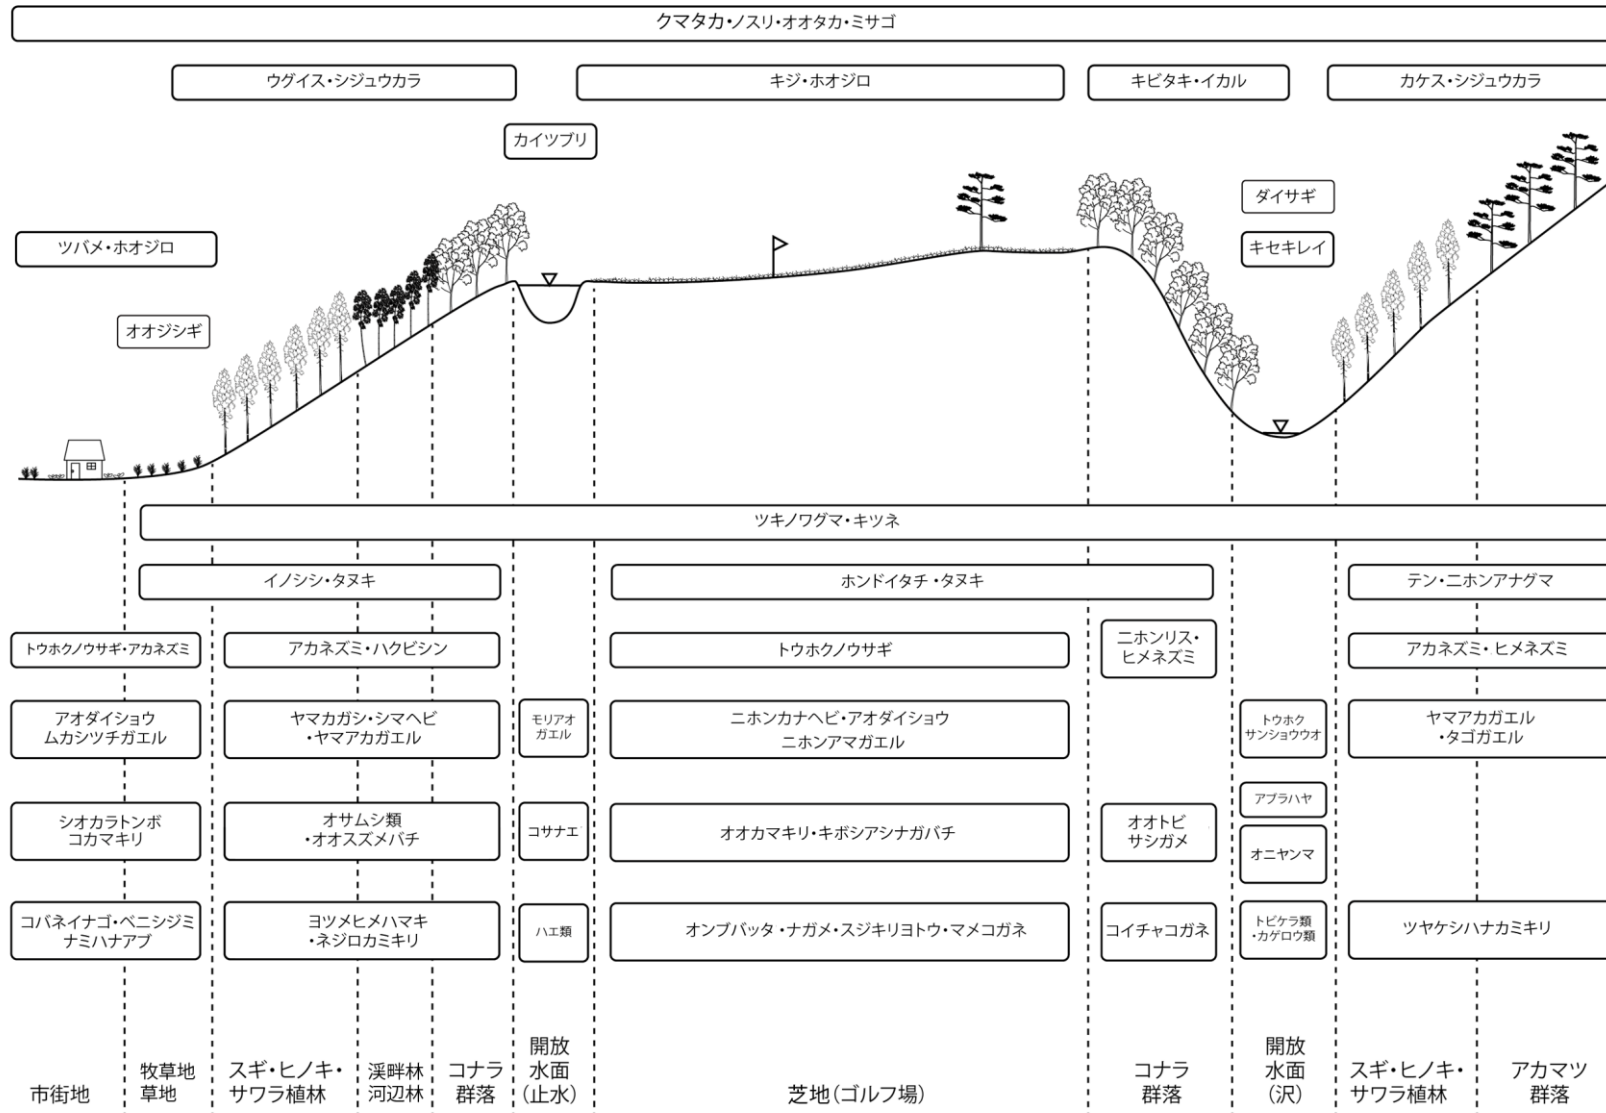 クマタカ・ノスリ・オオタカ・ミサゴ
ウグイス・シジュウカラ
キジ・ホオジロ
キビタキ・イカル
カケス・シジュウカラ
カイツブリ
ダイサギ
ツバメ・ホオジロ
キセキレイ
オオジシギ
ツキノワグマ・キツネ
イノシシ・タヌキ
ホンドイタチ・タヌキ
テン・ニホンアナグマ
トウホクノウサギ・アカネズミ
アカネズミ・ハクビシン
トウホクノウサギ
ニホンリス・
ヒメネズミ
アカネズミ・ヒメネズミ
アオダイショウ
ムカシツチガエル
ヤマカガシ・シマヘビ
・ヤマアカガエル
モリアオ
ガエル
ニホンカナヘビ・アオダイショウ
ニホンアマガエル
トウホク
サンショウウオ
ヤマアカガエル
・タゴガエル
シオカラトンボ
コカマキリ
オサムシ類
・オオスズメバチ
コサナエ
オオカマキリ・キボシアシナガバチ
オオトビ
サシガメ
アブラハヤ
オニヤンマ
コバネイナゴ・ベニシジミ
ナミハナアブ
ヨツメヒメハマキ
・ネジロカミキリ
ハエ類
オンブバッタ・ナガメ・スジキリヨトウ・マメコガネ
コイチャコガネ
トビケラ類
・カゲロウ類
ツヤケシハナカミキリ
市街地
牧草地
草地
スギ・ヒノキ・
サワラ植林
渓畔林
河辺林
コナラ
群落
開放
水面
(止水)
芝地(ゴルフ場)
コナラ
群落
開放
水面
(沢)
スギ・ヒノキ・
サワラ植林
アカマツ
群落